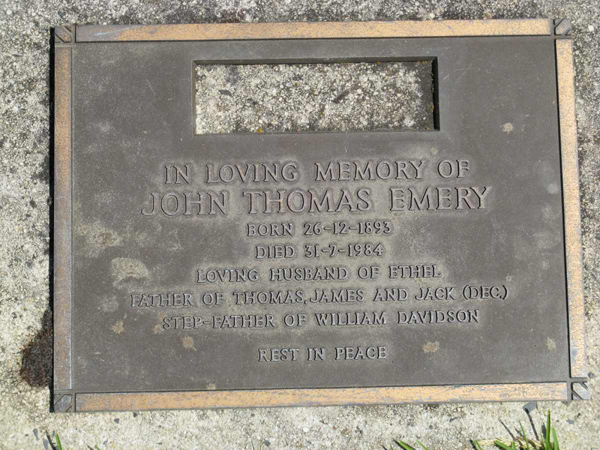 IN LOVING MEMORY OF
JOHN THOMAS EMERY
BORN 26-12-1893
DIED 31-7-1984
LOVING HUSBAND OF ETHEL
FATHER OF THOMAS, JAMES AND JACK (DEC.)
STEP-FATHER OF WILLIAM DAVIDSON
REST IN PEACE